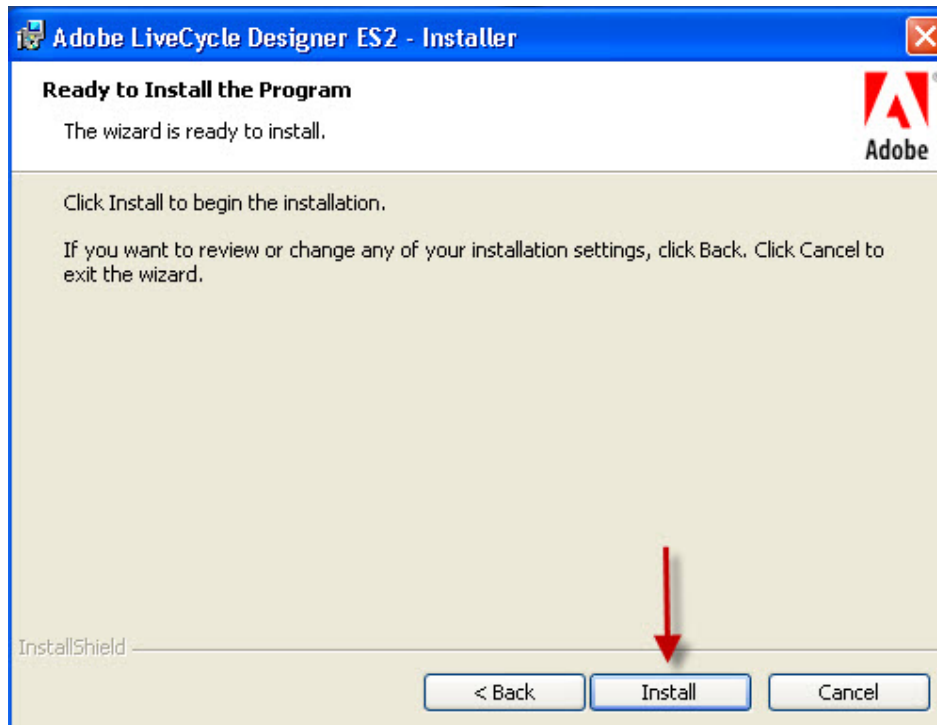 Adobe LiveCycle Designer ES2 - Installer
Ready to Install the Program
The wizard is ready to install.
Adobe
Click Install to begin the installation.
If you want to review or change any of your installation settings, click Back. Click Cancel to
exit the wizard.
InstallShield
< Back
Install
Cancel